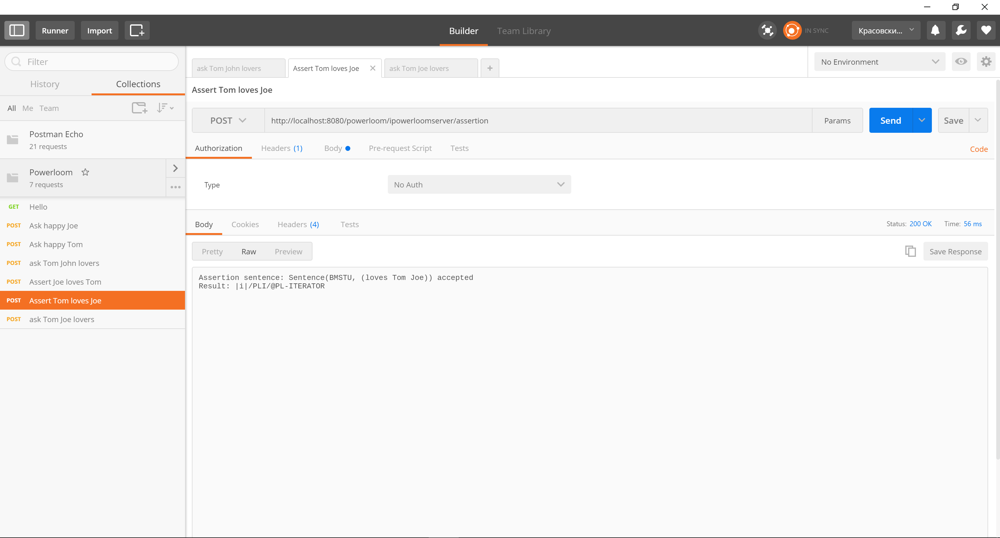 Runner Import Builder Team Library IN SYNC Красовски...
Filter
History Collections
All Me Team
Postman Echo
21 requests
Powerloom
7 requests
GET Hello
POST Ask happy Joe
POST Ask happy Tom
POST ask Tom John lovers
POST Assert Joe loves Tom
POST Assert Tom loves Joe
POST ask Tom Joe lovers
ask Tom John lovers Assert Tom loves Joe ask Tom Joe lovers +
No Environment
Assert Tom loves Joe
POST http://localhost:8080/powerloom/ipowerloomserver/assertion Params Send Save
Authorization Headers (1) Body Pre-request Script Tests Code
Type No Auth
Body Cookies Headers (4) Tests Status: 200 OK Time: 56 ms
Pretty Raw Preview Save Response
Assertion sentence: Sentence(BMSTU, (loves Tom Joe)) accepted
Result: |i|/PLI/@PL-ITERATOR